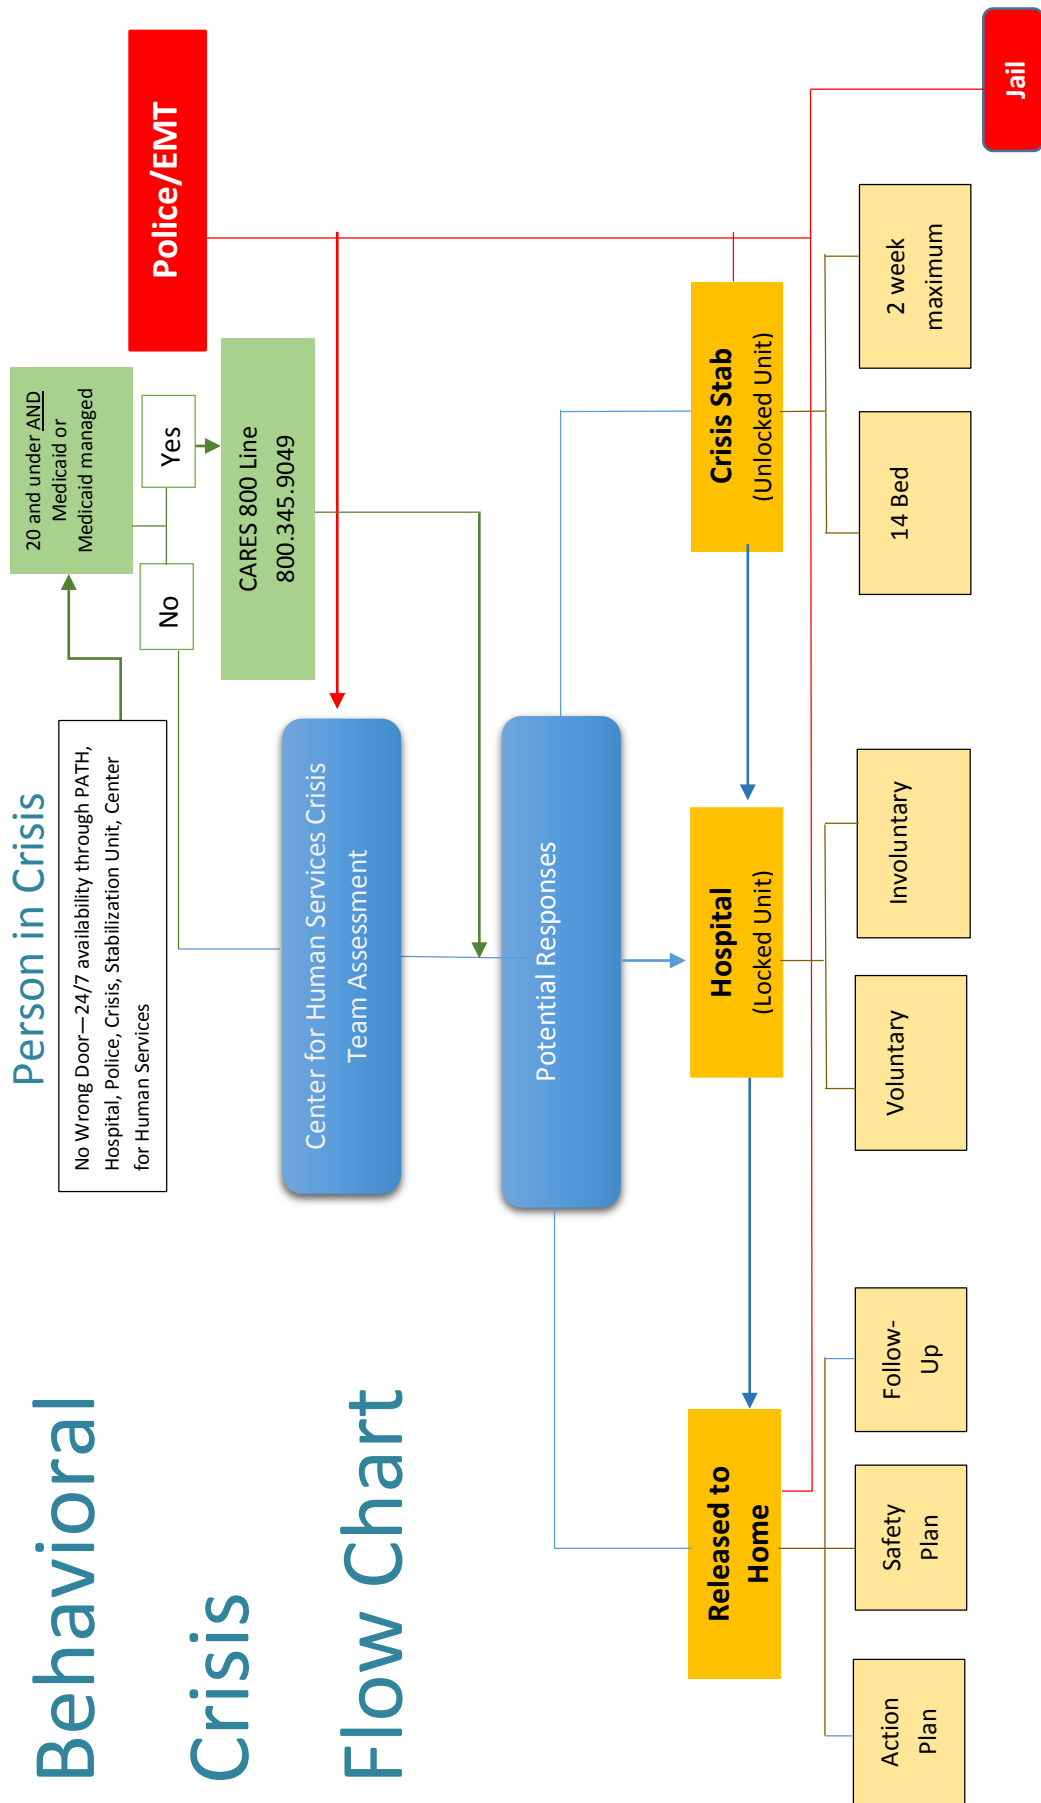 Behavioral
Crisis
Flow Chart
Person in Crisis
No Wrong Door—24/7 availability through PATH,
Hospital, Police, Crisis, Stabilization Unit, Center
for Human Services
20 and under AND
Medicaid or
Medicaid managed
No
Yes
Police/EMT
CARES 800 Line
800.345.9049
Center for Human Services Crisis
Team Assessment
Potential Responses
Released to
Home
Hospital
(Locked Unit)
Crisis Stab
(Unlocked Unit)
Action
Plan
Safety
Plan
Follow-
Up
Voluntary
Involuntary
14 Bed
2 week
maximum
Jail